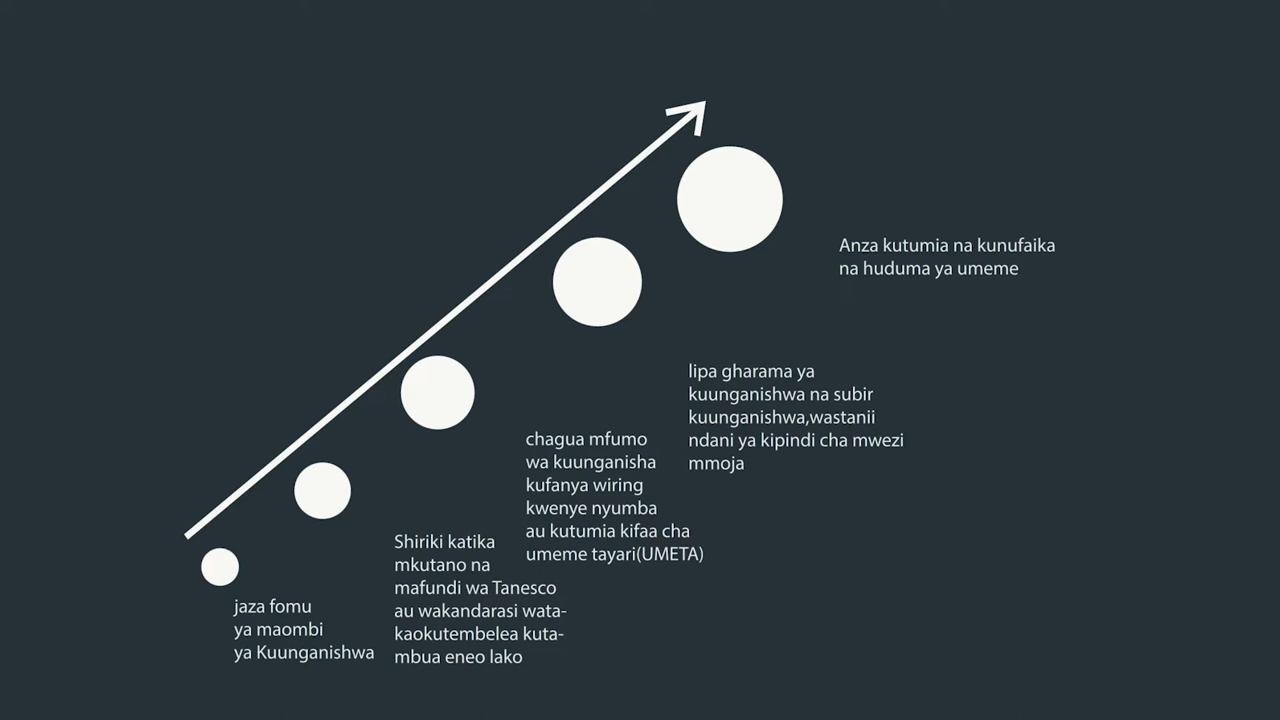 jaza fomu
ya maombi
ya Kuunganishwa
Shiriki katika
mkutano na
mafundi wa Tanesco
au wakandarasi wata-
kaokutembelea kuta-
mbua eneo lako
chagua mfumo
wa kuunganisha
kufanya wiring
kwenye nyumba
au kutumia kifaa cha
umeme tayari(UMETA)
lipa gharama ya
kuunganishwa na subir
kuunganishwa,wastanii
ndani ya kipindi cha mwezi
mmoja
Anza kutumia na kunufaika
na huduma ya umeme